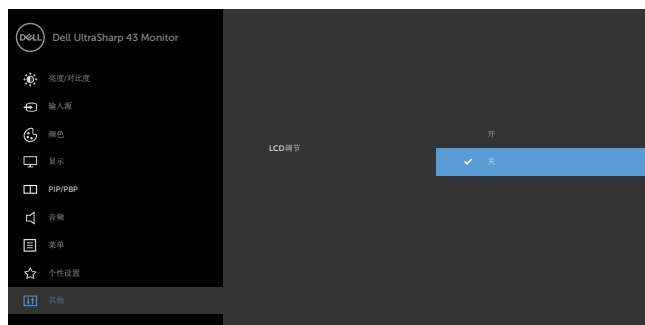 DELL Dell UltraSharp 43 Monitor
亮度/对比度
输入源
颜色
显示
PIP/PBP
音频
菜单
个性设置
其他
LCD调节
开
关